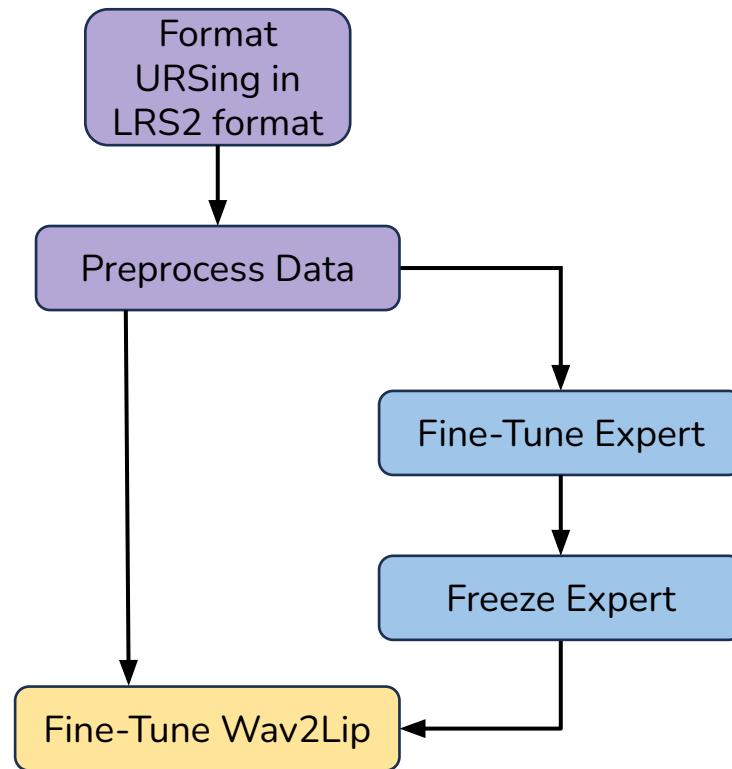 Format
URSing in
LRS2 format
Preprocess Data
Fine-Tune Expert
Freeze Expert
Fine-Tune Wav2Lip